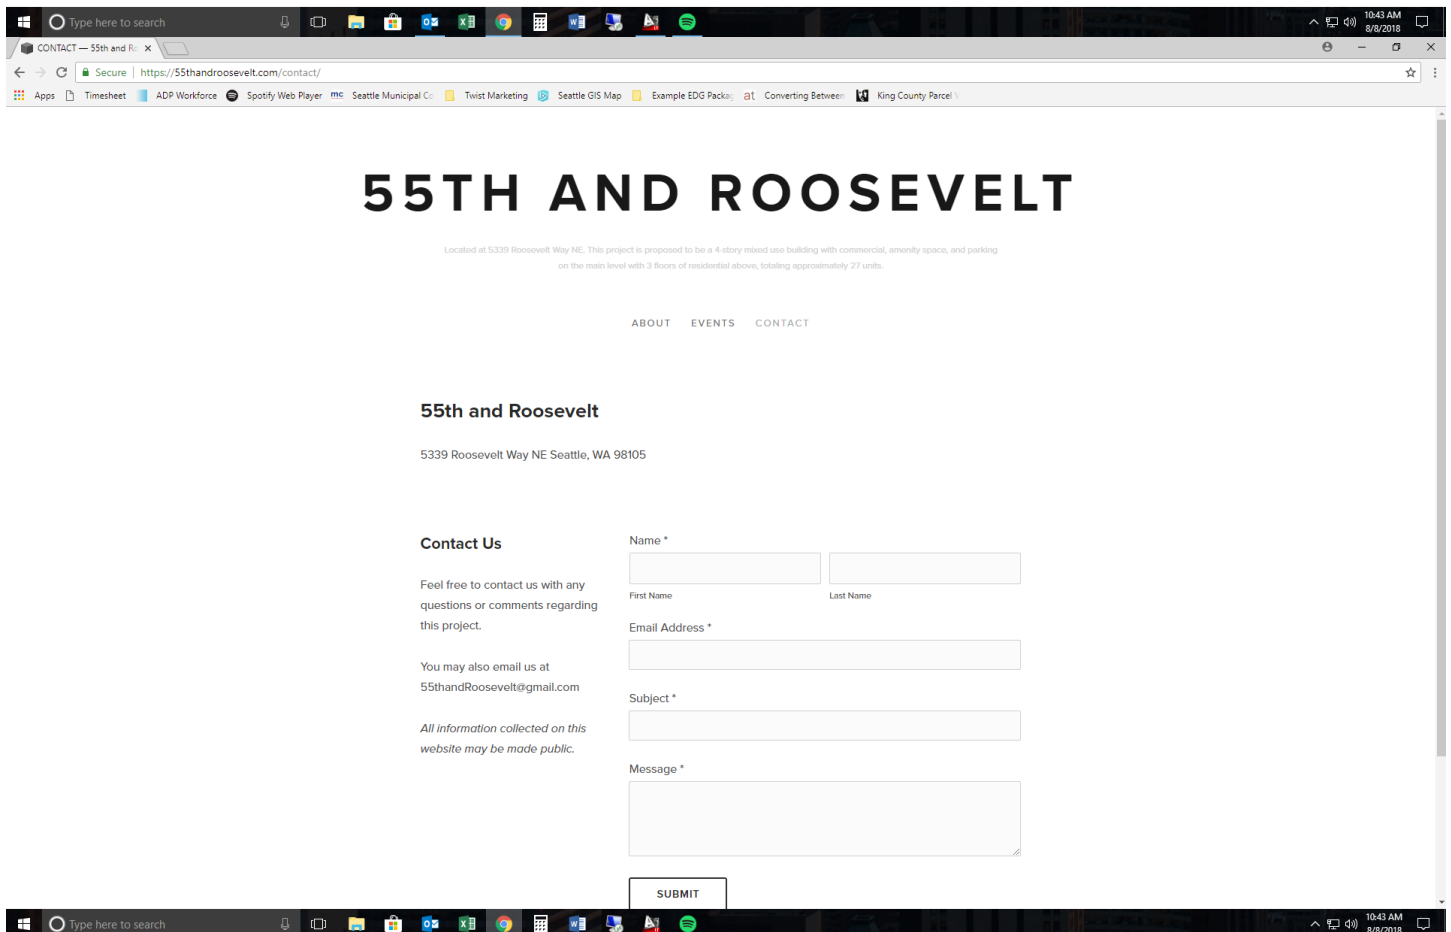 Type here to search
10:43 AM
8/8/2018
CONTACT — 55th and Ro
Secure https://55thandroosevelt.com/contact/
Apps Timesheet ADP Workforce Spotify Web Player mc Seattle Municipal Co Twist Marketing Seattle GIS Map Example EDG Packag at Converting Between King County Parcel V
55TH AND ROOSEVELT
Located at 5339 Roosevelt Way NE. This project is proposed to be a 4-story mixed use building with commercial, amenity space, and parking
on the main level with 3 floors of residential above, totaling approximately 27 units.
ABOUT EVENTS CONTACT
55th and Roosevelt
5339 Roosevelt Way NE Seattle, WA 98105
Contact Us
Feel free to contact us with any
questions or comments regarding
this project.
You may also email us at
55thandRoosevelt@gmail.com
All information collected on this
website may be made public.
Name *
First Name Last Name
Email Address *
Subject *
Message *
SUBMIT
Type here to search
10:43 AM
8/8/2018